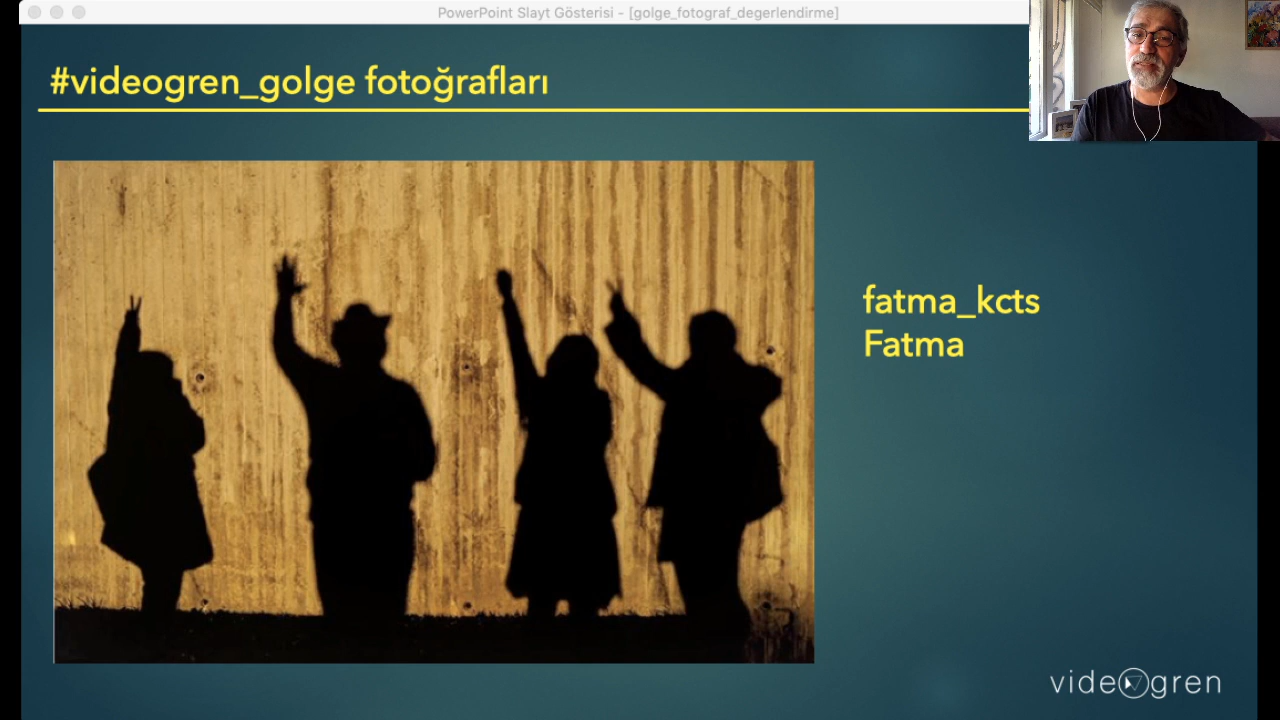 PowerPoint Slayt Gösterisi - [golge_fotograf_degerlendirme]
#videogren_golge fotoğrafları
fatma_kcts
Fatma
videogren